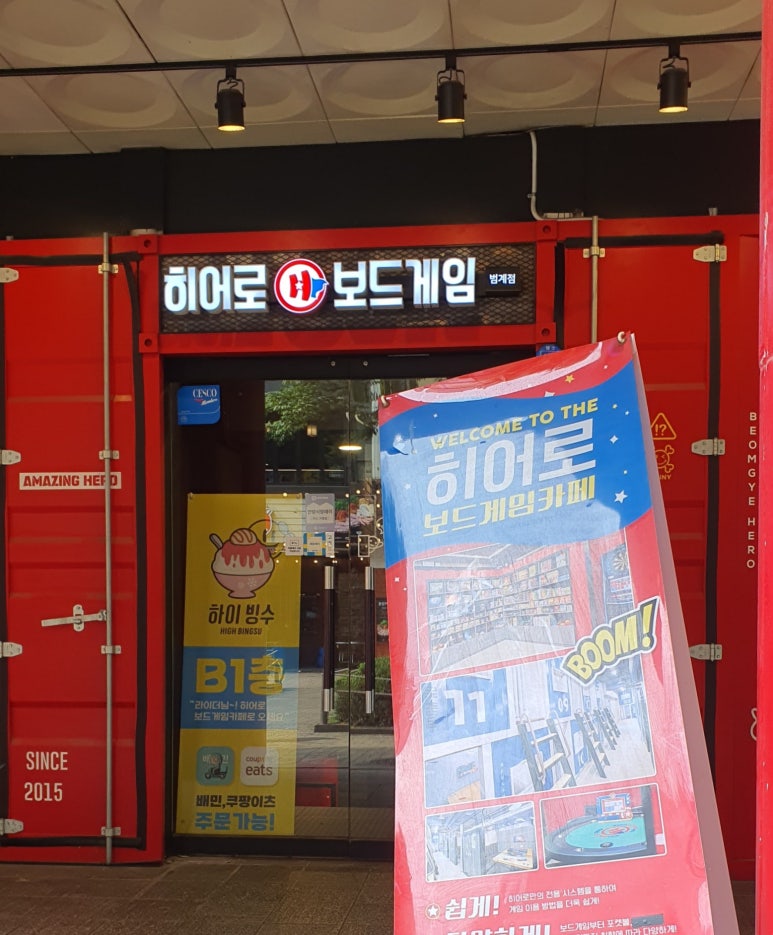 히어로 보드게임 범계점
CESCO
AMAZING HERO
SINCE
2015
하이 빙수
HIGH BINGSU
B1층
"라이더님~! 히어로
보드게임카페로 오세요"
배민
coupang
eats
배민,쿠팡이츠
주문가능!
WELCOME TO THE
히어로
보드게임카페
BOOM!
11
09
쉽게! 히어로만의 전용 시스템을 통하여
게임 이용 방법을 더욱 쉽게!
보드게임부터 포켓볼,
!?
BEOMGYE HERO